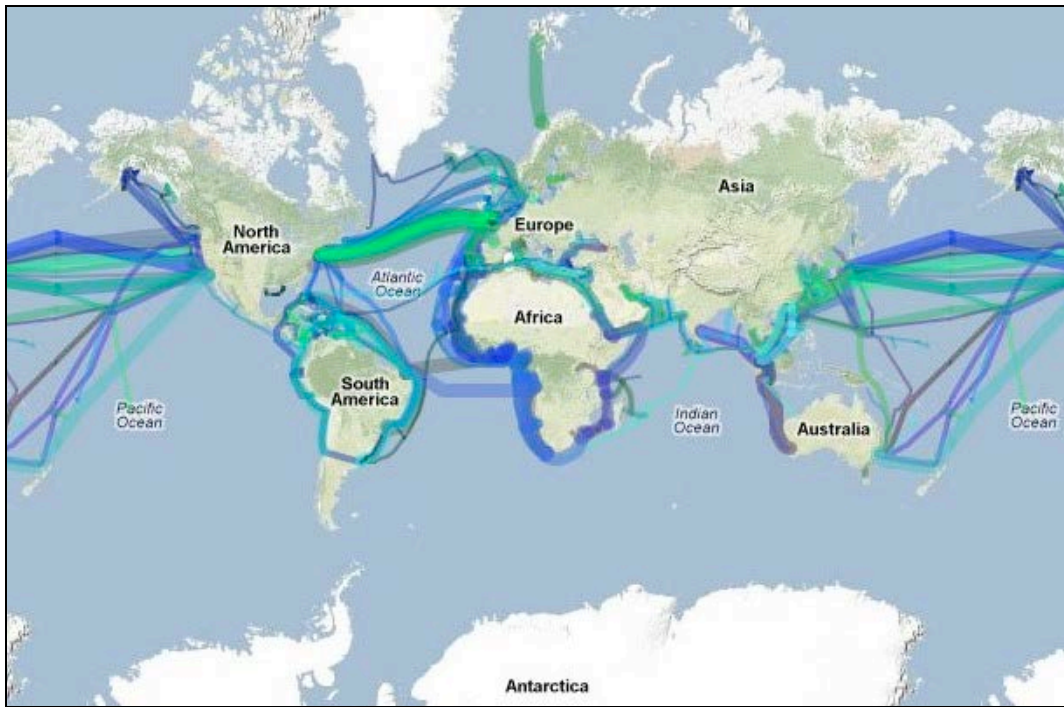 Asia
North
America
Europe
Atlantic
Ocean
Africa
South
America
Pacific
Ocean
Indian
Ocean
Australia
Pacific
Ocean
Antarctica